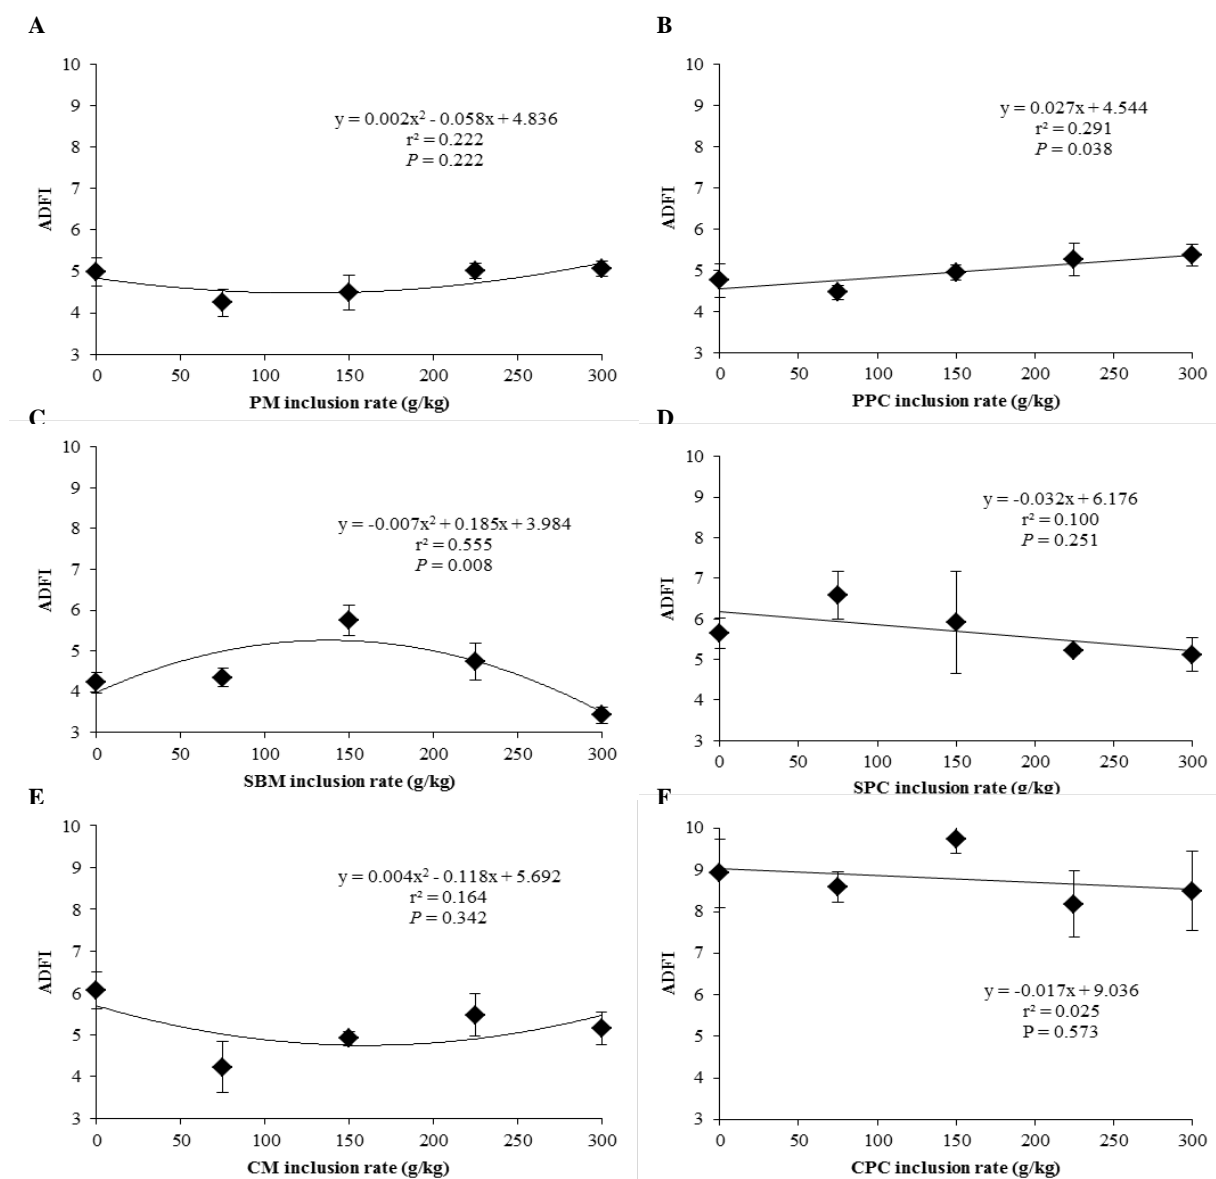 A
10
9
8
7
6
5
4
3
ADFI
y = 0.002x² - 0.058x + 4.836
r² = 0.222
P = 0.222
0 50 100 150 200 250 300
PM inclusion rate (g/kg)
B
10
9
8
7
6
5
4
3
ADFI
y = 0.027x + 4.544
r² = 0.291
P = 0.038
0 50 100 150 200 250 300
PPC inclusion rate (g/kg)
C
10
9
8
7
6
5
4
3
ADFI
y = -0.007x² + 0.185x + 3.984
r² = 0.555
P = 0.008
0 50 100 150 200 250 300
SBM inclusion rate (g/kg)
D
10
9
8
7
6
5
4
3
ADFI
y = -0.032x + 6.176
r² = 0.100
P = 0.251
0 50 100 150 200 250 300
SPC inclusion rate (g/kg)
E
10
9
8
7
6
5
4
3
ADFI
y = 0.004x² - 0.118x + 5.692
r² = 0.164
P = 0.342
0 50 100 150 200 250 300
CM inclusion rate (g/kg)
F
10
9
8
7
6
5
4
3
ADFI
y = -0.017x + 9.036
r² = 0.025
P = 0.573
0 50 100 150 200 250 300
CPC inclusion rate (g/kg)